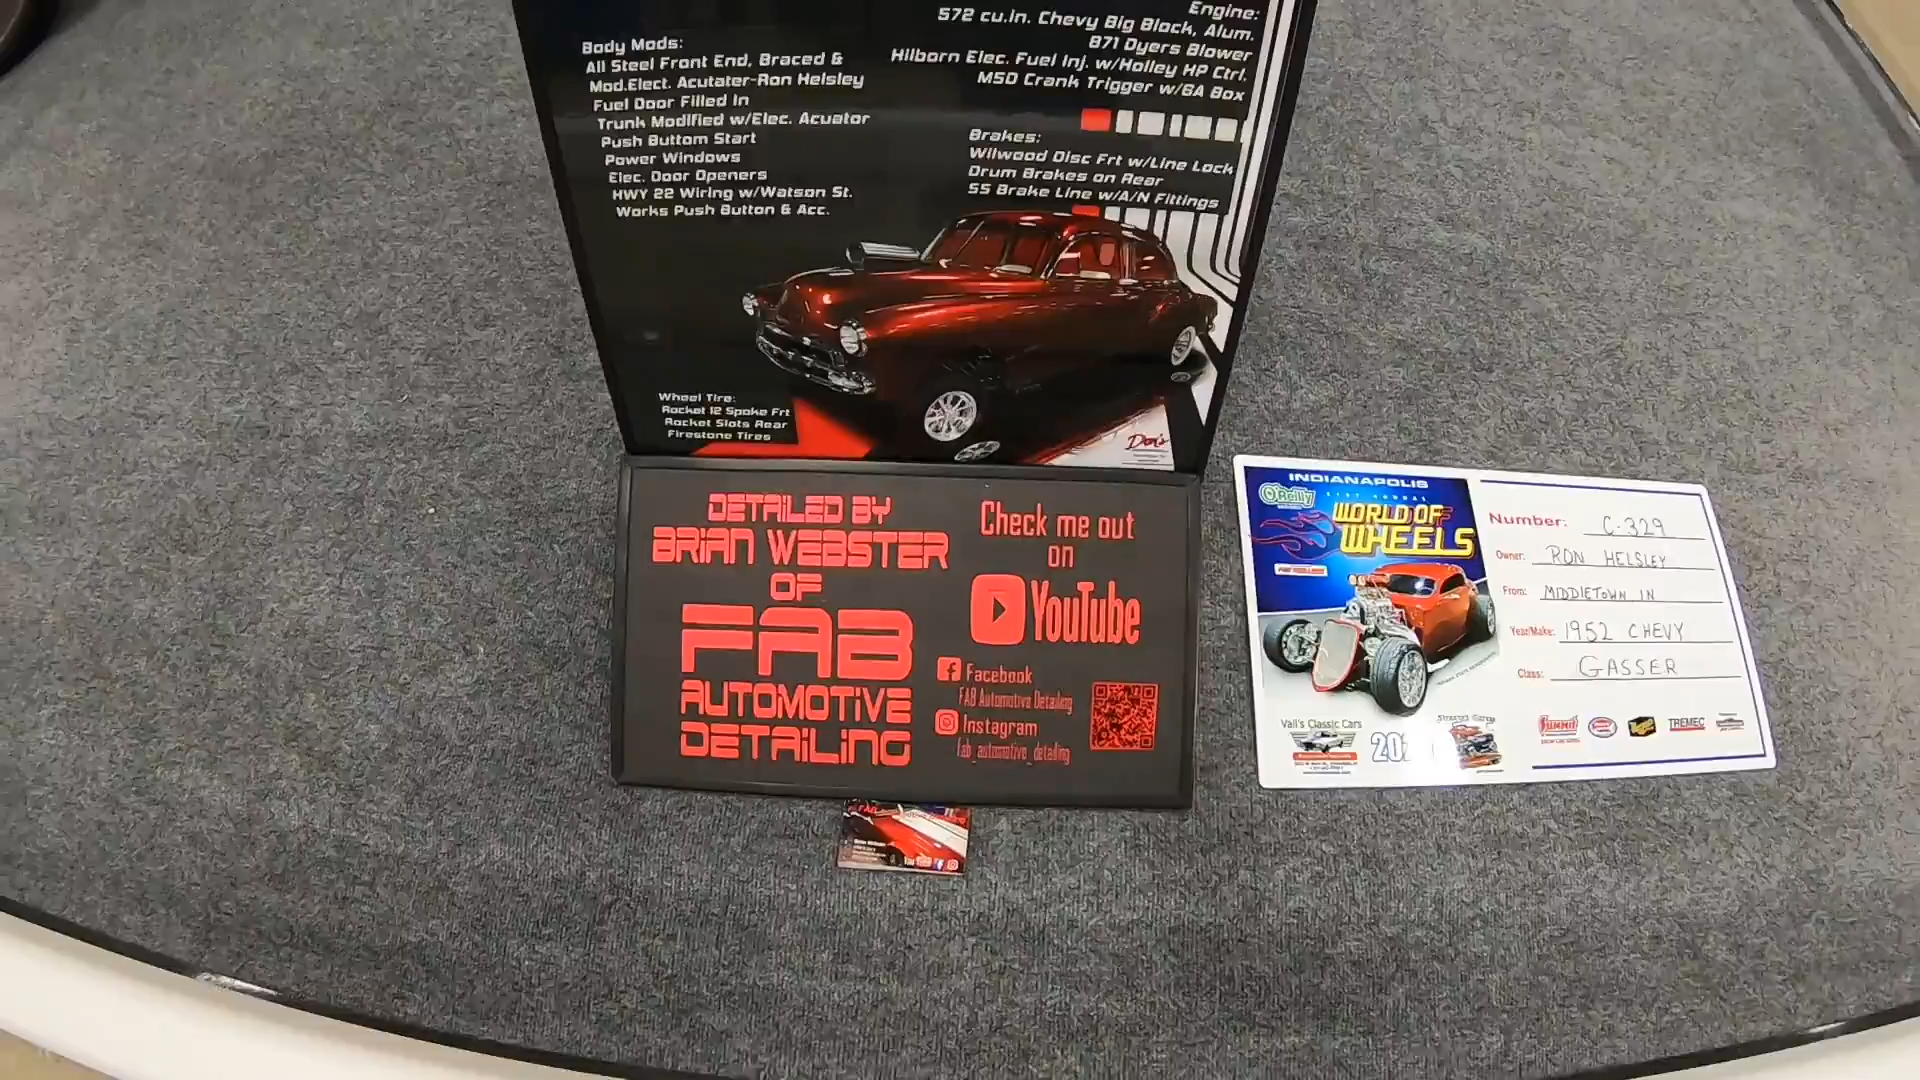 Body Mods:
All Steel Front End, Braced &
Mod.Elect. Acutater-Ron Helsley
Fuel Door Filled In
Trunk Modified w/Elec. Acuator
Push Buttom Start
Power Windows
Elec. Door Openers
HWY 22 Wiring w/Watson St.
Works Push Button & Acc.
Engine:
572 cu.in. Chevy Big Block, Alum.
871 Dyers Blower
Hilborn Elec. Fuel Inj. w/Holley HP Ctrl.
MSD Crank Trigger w/6A Box
Brakes:
Wilwood Disc Frt w/Line Lock
Drum Brakes on Rear
SS Brake Line w/A/N Fittings
Wheel Tire:
Rocket 12 Spoke Frt
Rocket Slots Rear
Firestone Tires
Don's
DETAILED BY
BRIAN WEBSTER
OF
FAB
AUTOMOTIVE
DETAILING
Check me out
on
YouTube
Facebook
FAB Automotive Detailing
Instagram
fab_automotive_detailing
INDIANAPOLIS
O'Reilly
WORLD OF
WHEELS
Vail's Classic Cars
Number: C-329
Owner: RON HELSLEY
From: MIDDLETOWN IN
Year/Make: 1952 CHEVY
Class: GASSER
Summit
TREMEC